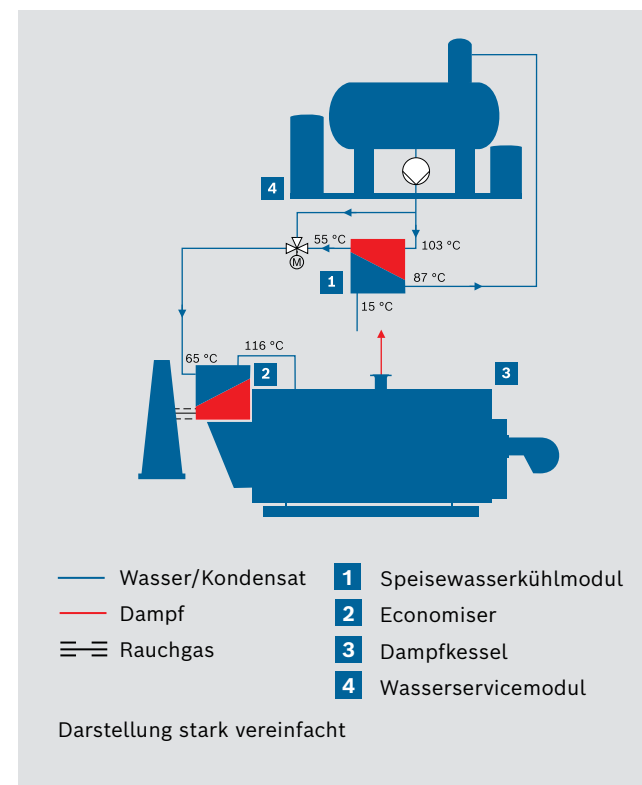 4
55 °C
103 °C
M
1
87 °C
15 °C
116 °C
65 °C
2
3
Wasser/Kondensat
Dampf
Rauchgas
1 Speisewasserkühlmodul
2 Economiser
3 Dampfkessel
4 Wasserservicemodul
Darstellung stark vereinfacht